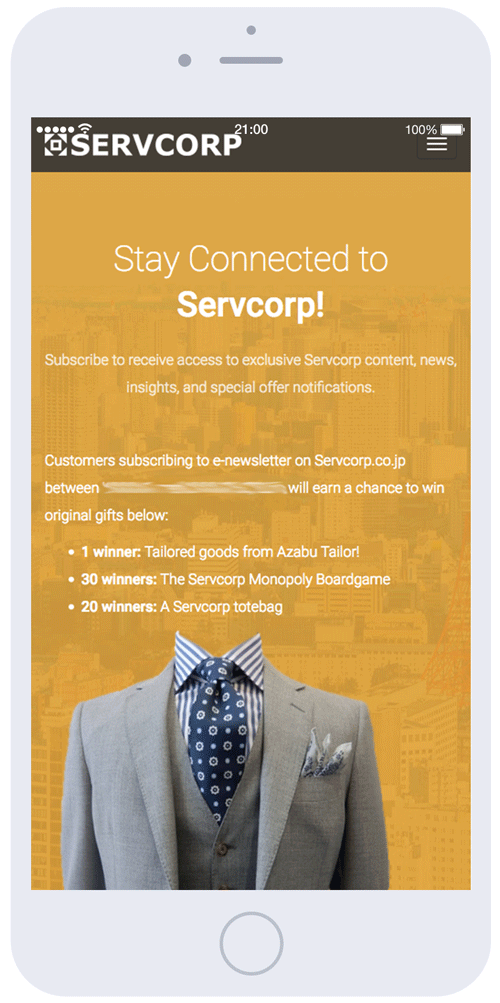 21:00
100%
SERVCORP
Stay Connected to
Servcorp!
Subscribe to receive access to exclusive Servcorp content, news,
insights, and special offer notifications.
Customers subscribing to e-newsletter on Servcorp.co.jp
between will earn a chance to win
original gifts below:
• 1 winner: Tailored goods from Azabu Tailor!
• 30 winners: The Servcorp Monopoly Boardgame
• 20 winners: A Servcorp totebag